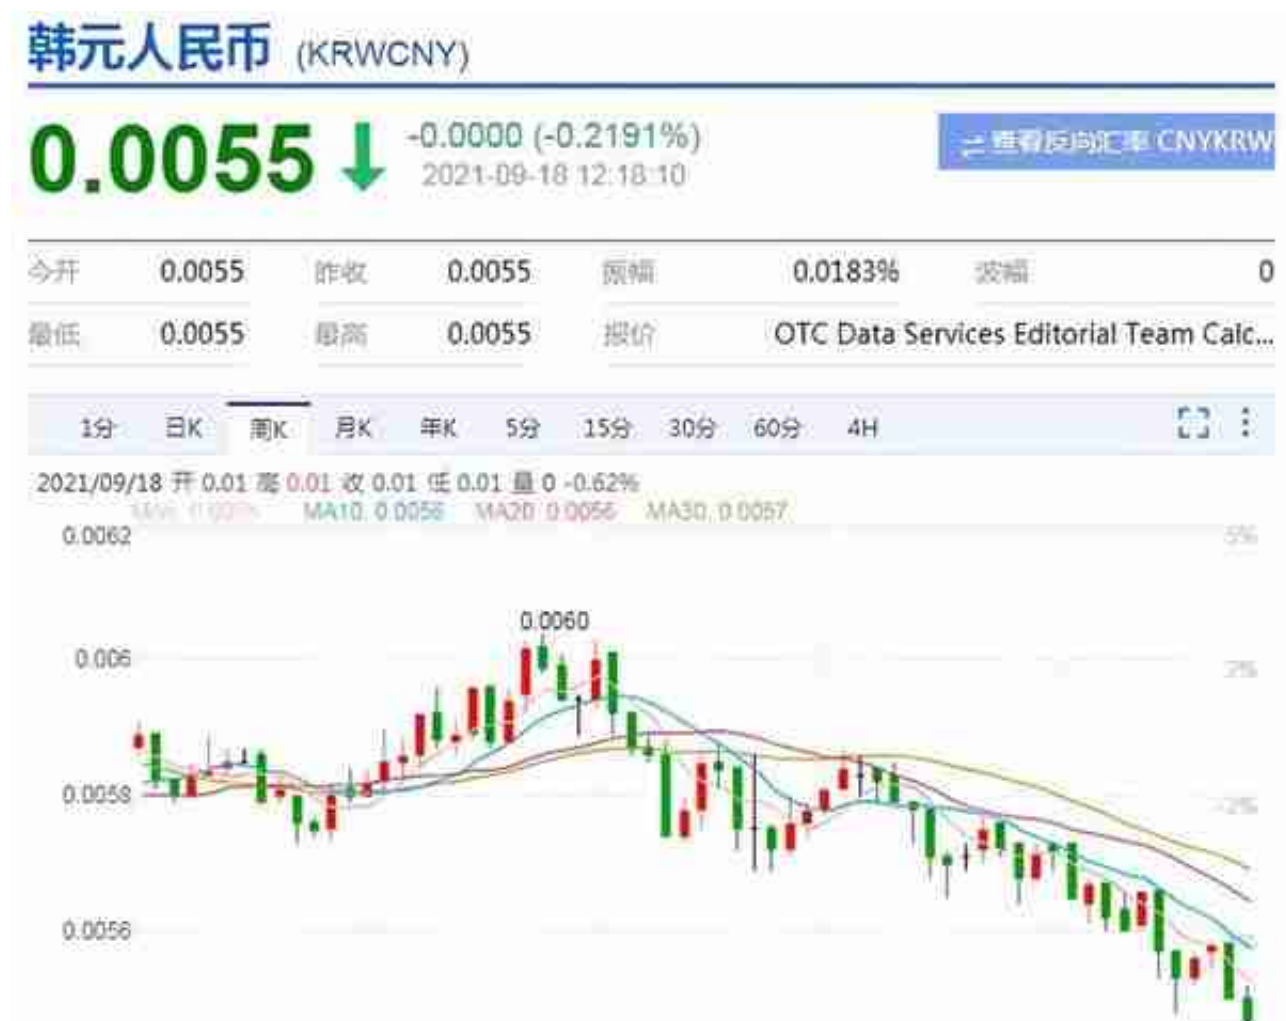 韩元人民币 (KRWCNY)
0.0055 ↓ -0.0000 (-0.2191%)
2021-09-18 12:18:10
⇌ 查看反向汇率 CNYKRW
今开 0.0055 昨收 0.0055 振幅 0.0183% 波幅 0
最低 0.0055 最高 0.0055 报价 OTC Data Services Editorial Team Calc...
1分 日K 周K 月K 年K 5分 15分 30分 60分 4H
2021/09/18 开 0.01 高 0.01 收 0.01 低 0.01 量 0 -0.62%
MA10: 0.0056 MA20: 0.0056 MA30: 0.0057
0.0062 5%
0.0060
0.006 2%
0.0058 -2%
0.0056